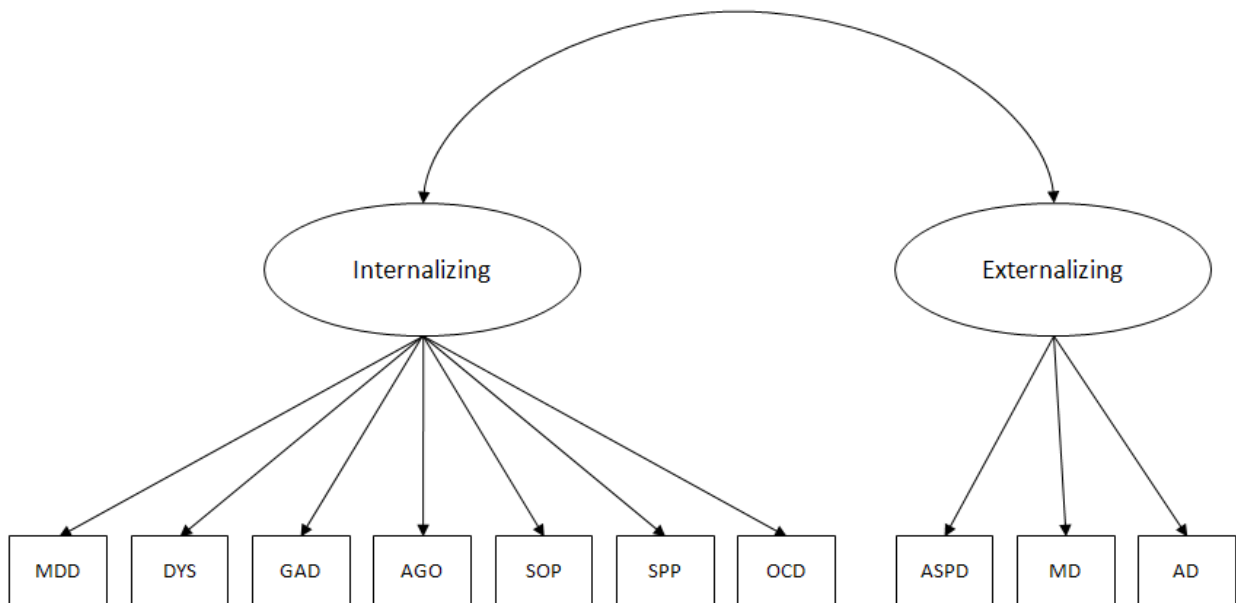 Internalizing
Externalizing
MDD
DYS
GAD
AGO
SOP
SPP
OCD
ASPD
MD
AD